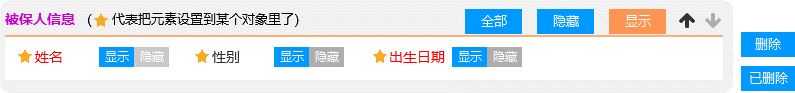 被保人信息 (★ 代表把元素设置到某个对象里了) 全部 隐藏 显示
删除
★ 姓名 显示 隐藏 ★ 性别 显示 隐藏 ★ 出生日期 显示 隐藏
已删除